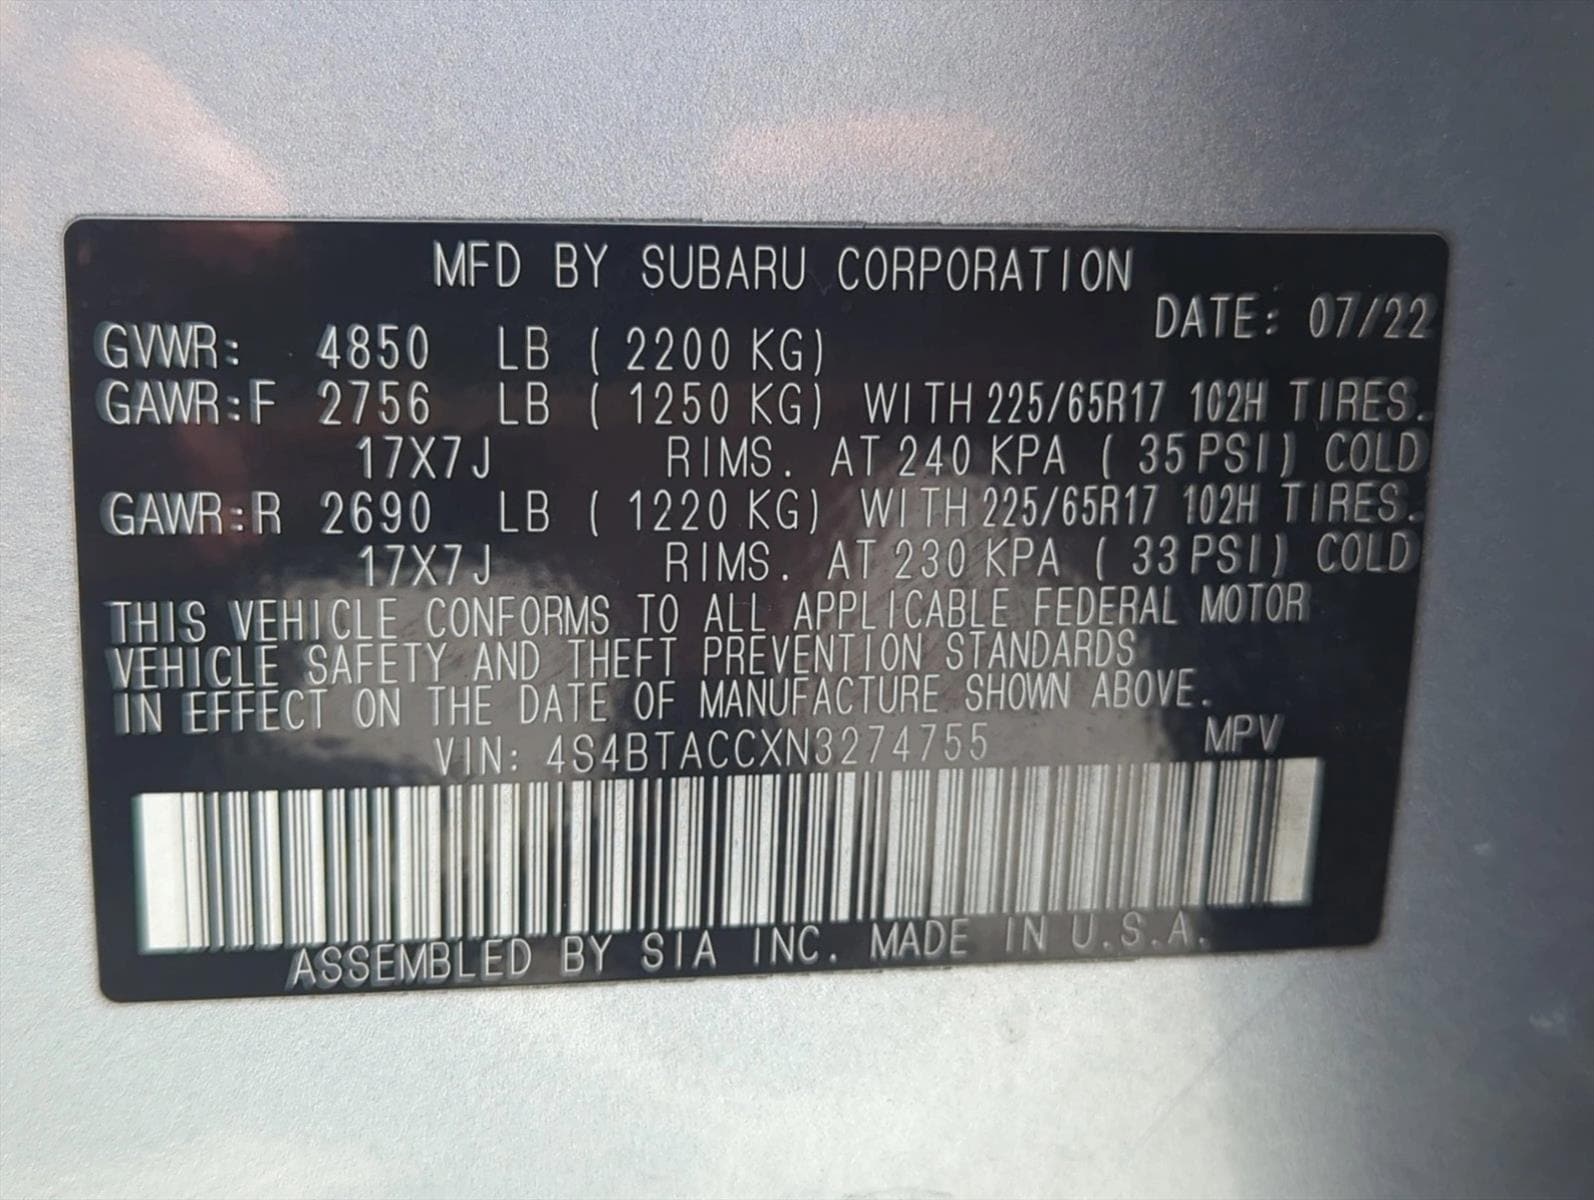 MFD BY SUBARU CORPORATION
DATE: 07/22
GVWR: 4850 LB ( 2200 KG)
GAWR:F 2756 LB ( 1250 KG) WITH 225/65R17 102H TIRES.
17X7J RIMS. AT 240 KPA ( 35 PSI) COLD
GAWR:R 2690 LB ( 1220 KG) WITH 225/65R17 102H TIRES.
17X7J RIMS. AT 230 KPA ( 33 PSI) COLD
THIS VEHICLE CONFORMS TO ALL APPLICABLE FEDERAL MOTOR
VEHICLE SAFETY AND THEFT PREVENTION STANDARDS
IN EFFECT ON THE DATE OF MANUFACTURE SHOWN ABOVE.
VIN: 4S4BTACCXN3274755 MPV
ASSEMBLED BY SIA INC. MADE IN U.S.A.